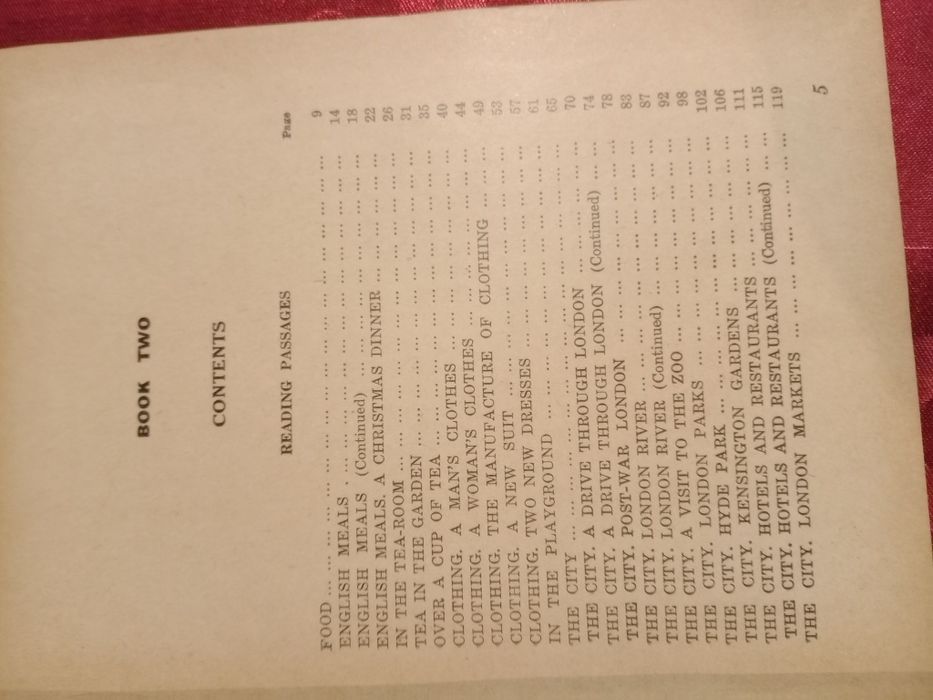 BOOK TWO
CONTENTS
READING PASSAGES Page
FOOD ... ... ... ... ... ... ... ... ... ... ... ... 9
ENGLISH MEALS . ... ... ... ... ... ... ... ... ... 14
ENGLISH MEALS (Continued) ... ... ... ... ... ... ... 18
ENGLISH MEALS. A CHRISTMAS DINNER ... ... ... ... 22
IN THE TEA-ROOM ... ... ... ... ... ... ... ... ... 26
TEA IN THE GARDEN ... ... ... ... ... ... ... ... 31
OVER A CUP OF TEA ... ... ... ... ... ... ... ... 35
CLOTHING. A MAN'S CLOTHES ... ... ... ... ... ... 40
CLOTHING. A WOMAN'S CLOTHES ... ... ... ... ... 44
CLOTHING. THE MANUFACTURE OF CLOTHING ... ... 49
CLOTHING. A NEW SUIT ... ... ... ... ... ... ... 53
CLOTHING. TWO NEW DRESSES ... ... ... ... ... ... 57
IN THE PLAYGROUND ... ... ... ... ... ... ... ... 61
THE CITY ... ... ... ... ... ... ... ... ... ... ... 65
THE CITY. A DRIVE THROUGH LONDON ... ... ... ... 70
THE CITY. A DRIVE THROUGH LONDON (Continued) ... ... 74
THE CITY. POST-WAR LONDON ... ... ... ... ... ... 78
THE CITY. LONDON RIVER ... ... ... ... ... ... ... 83
THE CITY. LONDON RIVER (Continued) ... ... ... ... ... 87
THE CITY. A VISIT TO THE ZOO ... ... ... ... ... ... 92
THE CITY. LONDON PARKS ... ... ... ... ... ... ... 98
THE CITY. HYDE PARK ... ... ... ... ... ... ... ... 102
THE CITY. KENSINGTON GARDENS ... ... ... ... ... 106
THE CITY. HOTELS AND RESTAURANTS ... ... ... ... 111
THE CITY. HOTELS AND RESTAURANTS (Continued) ... ... 115
THE CITY. LONDON MARKETS ... ... ... ... ... ... 119
5